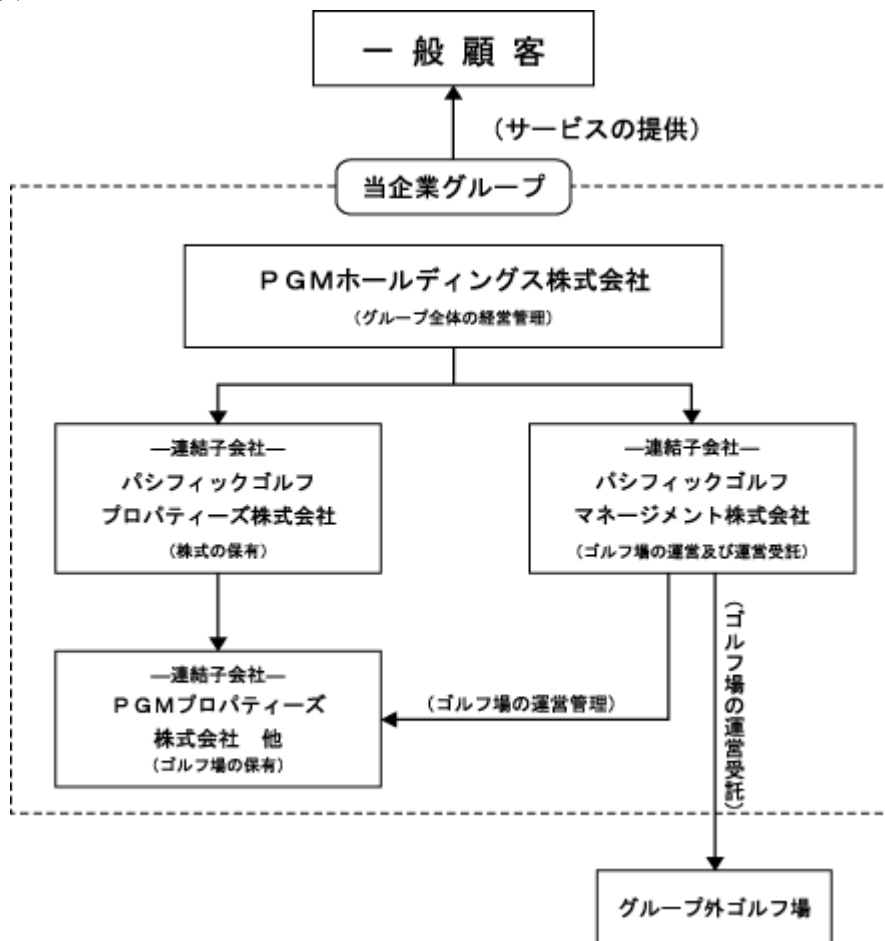 一 般 顧 客
（サービスの提供）
当企業グループ
ＰＧＭホールディングス株式会社
（グループ全体の経営管理）
―連結子会社―
パシフィックゴルフ
プロパティーズ株式会社
（株式の保有）
―連結子会社―
パシフィックゴルフ
マネージメント株式会社
（ゴルフ場の運営及び運営受託）
―連結子会社―
ＰＧＭプロパティーズ
株式会社　他
（ゴルフ場の保有）
（ゴルフ場の運営管理）
（ゴルフ場の運営受託）
グループ外ゴルフ場